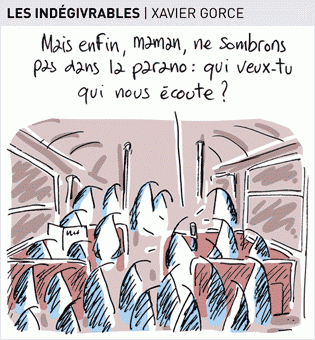 LES INDÉGIVRABLES | XAVIER GORCE
Mais enfin, maman, ne sombrons
pas dans la parano : qui veux-tu
qui nous écoute ?